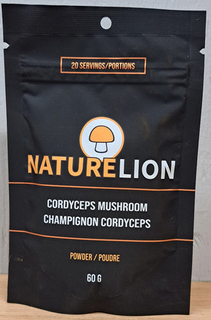 20 SERVINGS/PORTIONS
NATURELION
CORDYCEPS MUSHROOM
CHAMPIGNON CORDYCEPS
POWDER / POUDRE
60 G